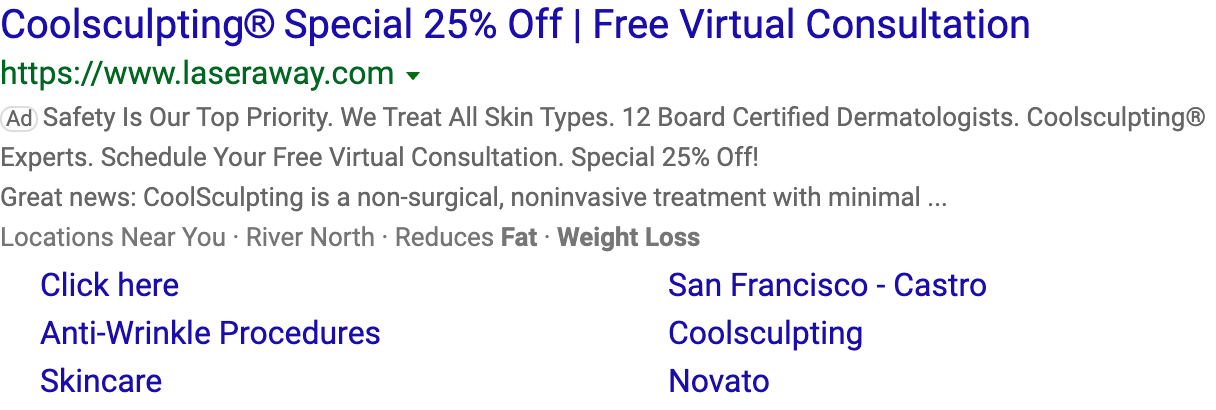 Coolsculpting® Special 25% Off | Free Virtual Consultation
https://www.laseraway.com
Ad Safety Is Our Top Priority. We Treat All Skin Types. 12 Board Certified Dermatologists. Coolsculpting®
Experts. Schedule Your Free Virtual Consultation. Special 25% Off!
Great news: CoolSculpting is a non-surgical, noninvasive treatment with minimal ...
Locations Near You · River North · Reduces Fat · Weight Loss
Click here San Francisco - Castro
Anti-Wrinkle Procedures Coolsculpting
Skincare Novato